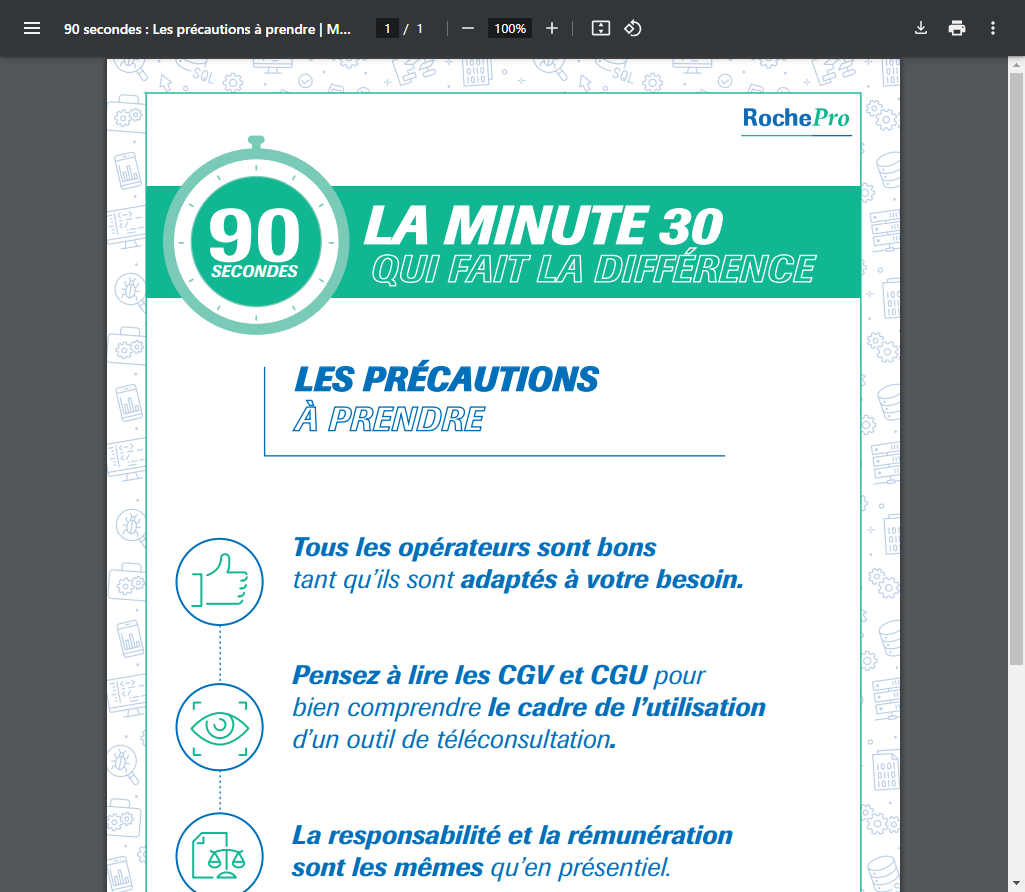 90 secondes : Les précautions à prendre | M...
1 / 1
100%
SQL
SQL
RochePro
90
SECONDES
LA MINUTE 30
QUI FAIT LA DIFFÉRENCE
LES PRÉCAUTIONS
À PRENDRE
Tous les opérateurs sont bons
tant qu'ils sont adaptés à votre besoin.
Pensez à lire les CGV et CGU pour
bien comprendre le cadre de l'utilisation
d'un outil de téléconsultation.
La responsabilité et la rémunération
sont les mêmes qu'en présentiel.